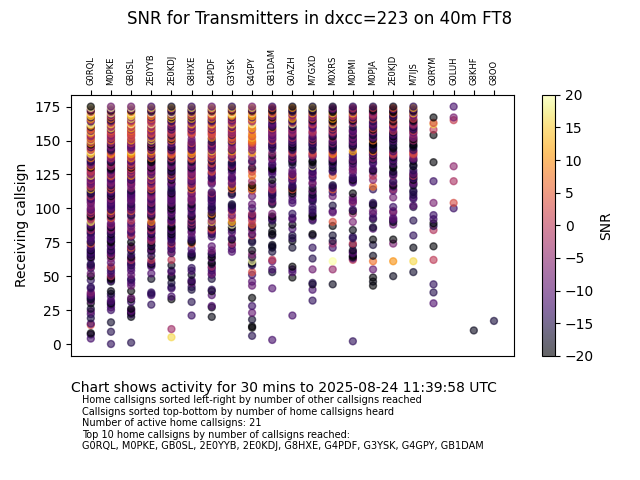 SNR for Transmitters in dxcc=223 on 40m FT8
G0RQL M0PKE GB0SL 2E0YYB 2E0KDJ G8HXE G4PDF G3YSK G4GPY GB1DAM G0AZH M7GXD M0XRS M0PMI M0PJA 2E0KJD M7IJS G0RYM G0LUH G8KHF G8OO
175
150
125
100
75
50
25
0
Receiving callsign
20
15
10
5
0
−5
−10
−15
−20
SNR
Chart shows activity for 30 mins to 2025-08-24 11:39:58 UTC
Home callsigns sorted left-right by number of other callsigns reached
Callsigns sorted top-bottom by number of home callsigns heard
Number of active home callsigns: 21
Top 10 home callsigns by number of callsigns reached:
G0RQL, M0PKE, GB0SL, 2E0YYB, 2E0KDJ, G8HXE, G4PDF, G3YSK, G4GPY, GB1DAM